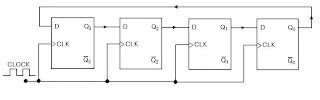 D Q₃ D Q₂ D Q₁ D Q₀
CLK CLK CLK CLK
Q̅₃ Q̅₂ Q̅₁ Q̅₀
CLOCK